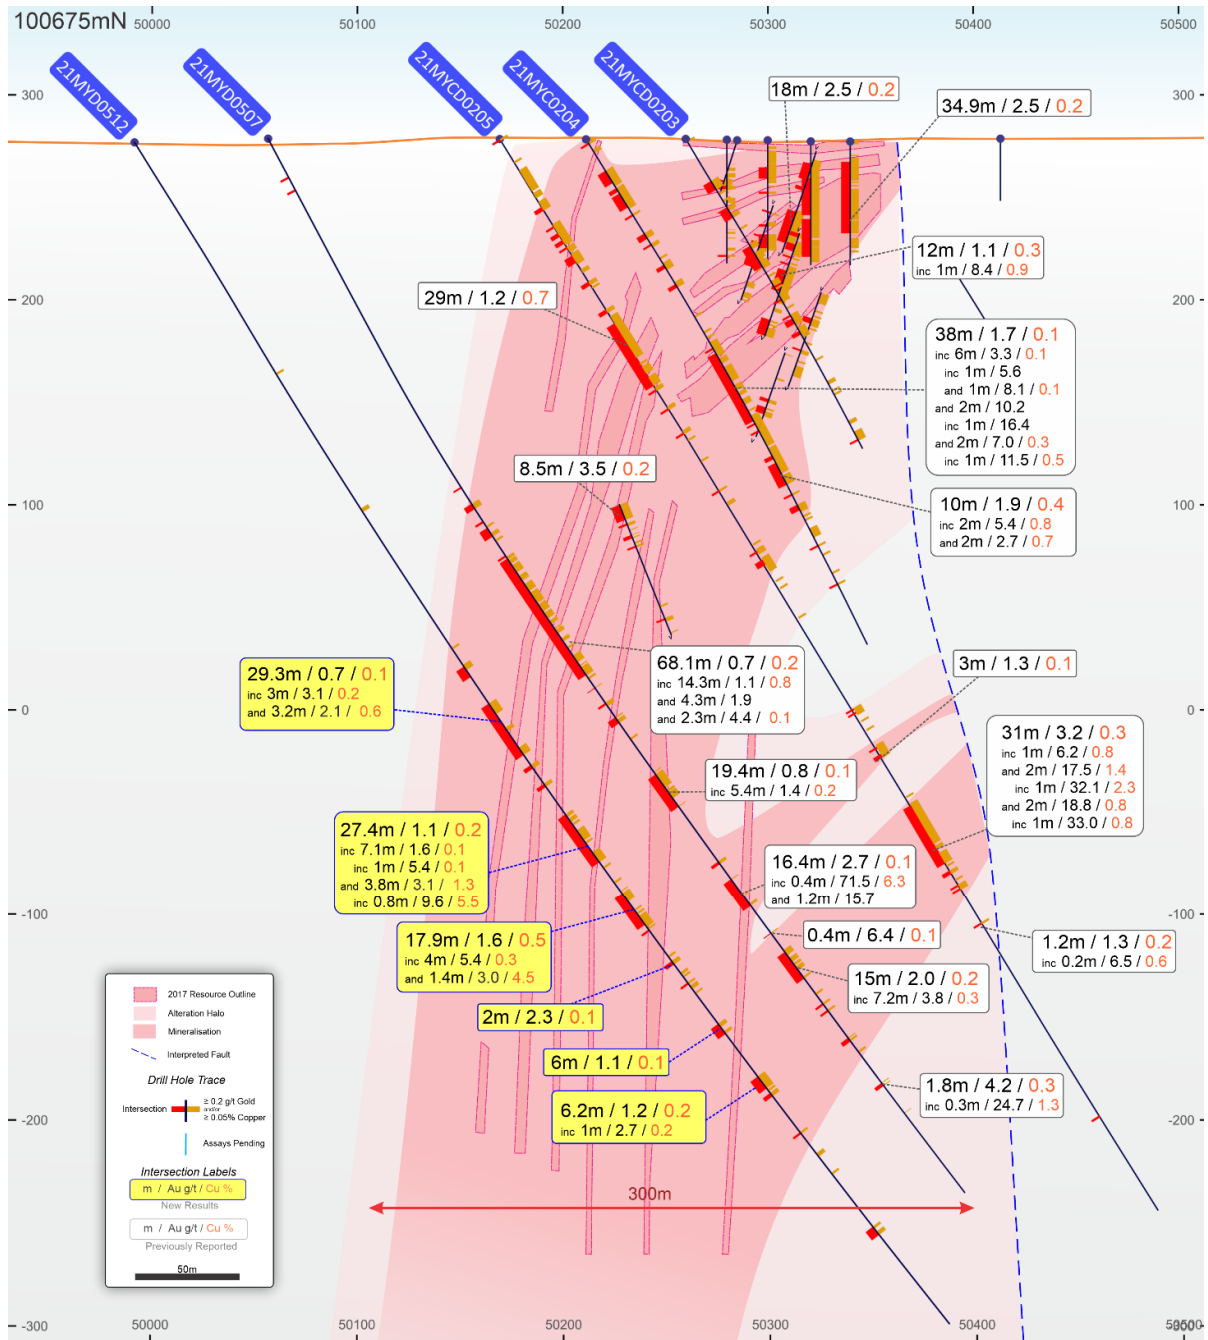 100675mN
50000
50100
50200
50300
50400
50500
21MYD0512
21MYD0507
21MYCD0205
21MYC0204
21MYCD0203
300
300
18m / 2.5 / 0.2
34.9m / 2.5 / 0.2
12m / 1.1 / 0.3
inc 1m / 8.4 / 0.9
200
200
29m / 1.2 / 0.7
38m / 1.7 / 0.1
inc 6m / 3.3 / 0.1
inc 1m / 5.6
and 1m / 8.1 / 0.1
and 2m / 10.2
inc 1m / 16.4
and 2m / 7.0 / 0.3
inc 1m / 11.5 / 0.5
8.5m / 3.5 / 0.2
100
100
10m / 1.9 / 0.4
inc 2m / 5.4 / 0.8
and 2m / 2.7 / 0.7
29.3m / 0.7 / 0.1
inc 3m / 3.1 / 0.2
and 3.2m / 2.1 / 0.6
68.1m / 0.7 / 0.2
inc 14.3m / 1.1 / 0.8
and 4.3m / 1.9
and 2.3m / 4.4 / 0.1
3m / 1.3 / 0.1
0
0
31m / 3.2 / 0.3
inc 1m / 6.2 / 0.8
and 2m / 17.5 / 1.4
inc 1m / 32.1 / 2.3
and 2m / 18.8 / 0.8
inc 1m / 33.0 / 0.8
19.4m / 0.8 / 0.1
inc 5.4m / 1.4 / 0.2
27.4m / 1.1 / 0.2
inc 7.1m / 1.6 / 0.1
inc 1m / 5.4 / 0.1
and 3.8m / 3.1 / 1.3
inc 0.8m / 9.6 / 5.5
16.4m / 2.7 / 0.1
inc 0.4m / 71.5 / 6.3
and 1.2m / 15.7
-100
-100
17.9m / 1.6 / 0.5
inc 4m / 5.4 / 0.3
and 1.4m / 3.0 / 4.5
0.4m / 6.4 / 0.1
1.2m / 1.3 / 0.2
inc 0.2m / 6.5 / 0.6
15m / 2.0 / 0.2
inc 7.2m / 3.8 / 0.3
2m / 2.3 / 0.1
6m / 1.1 / 0.1
6.2m / 1.2 / 0.2
inc 1m / 2.7 / 0.2
1.8m / 4.2 / 0.3
inc 0.3m / 24.7 / 1.3
-200
-200
300m
2017 Resource Outline
Alteration Halo
Mineralisation
Interpreted Fault
Drill Hole Trace
Intersection
≥ 0.2 g/t Gold
and/or
≥ 0.05% Copper
Assays Pending
Intersection Labels
m / Au g/t / Cu %
New Results
m / Au g/t / Cu %
Previously Reported
50m
-300
-300
50000
50100
50200
50300
50400
50500